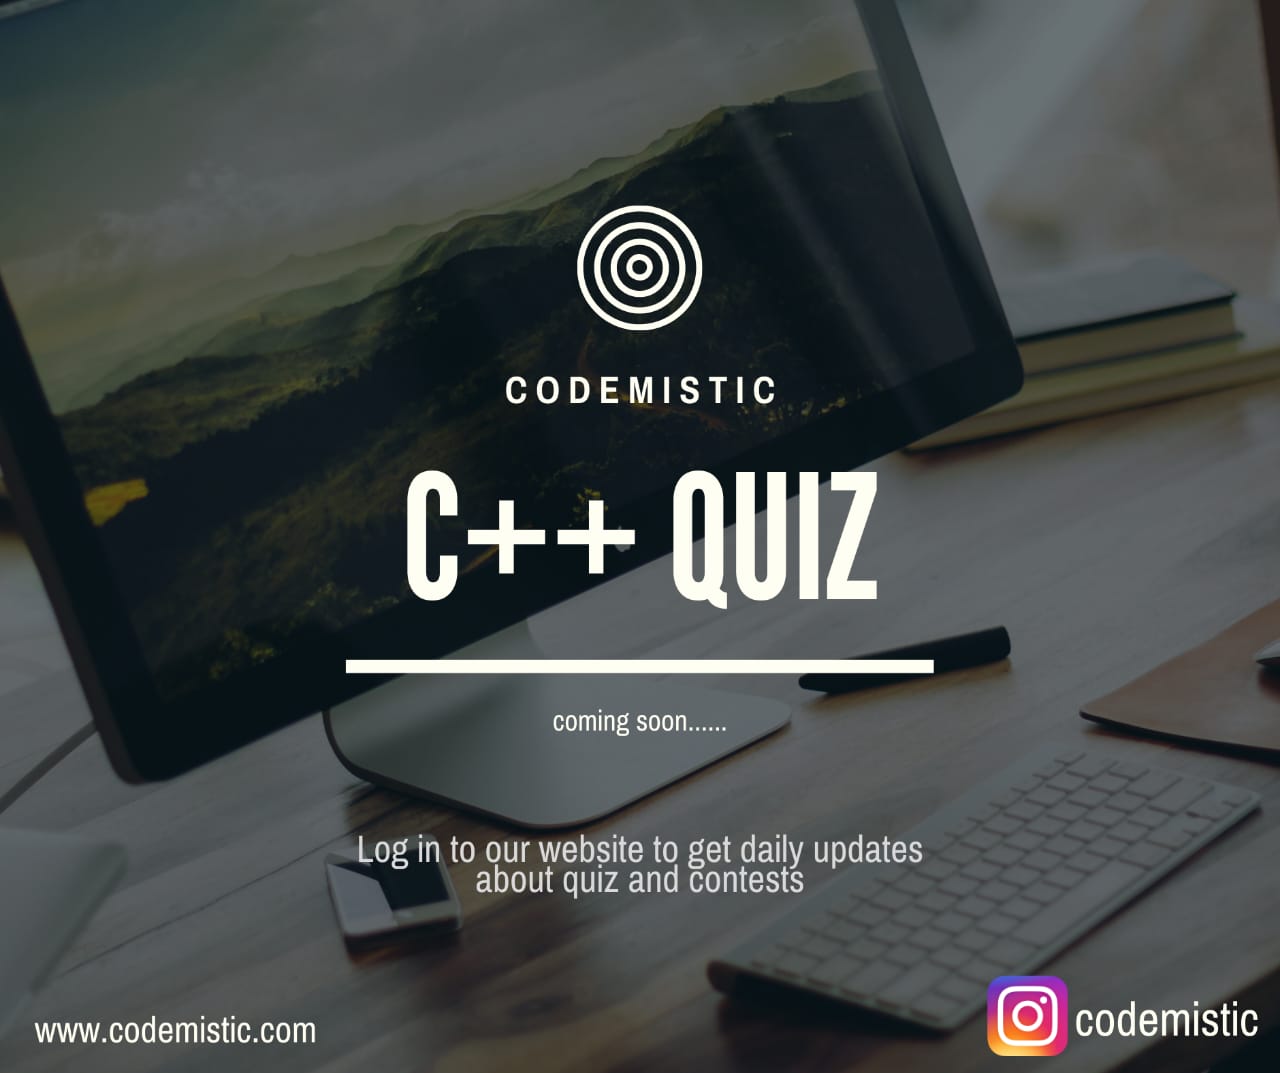 CODEMISTIC
C++ QUIZ
coming soon......
Log in to our website to get daily updates
about quiz and contests
www.codemistic.com
codemistic